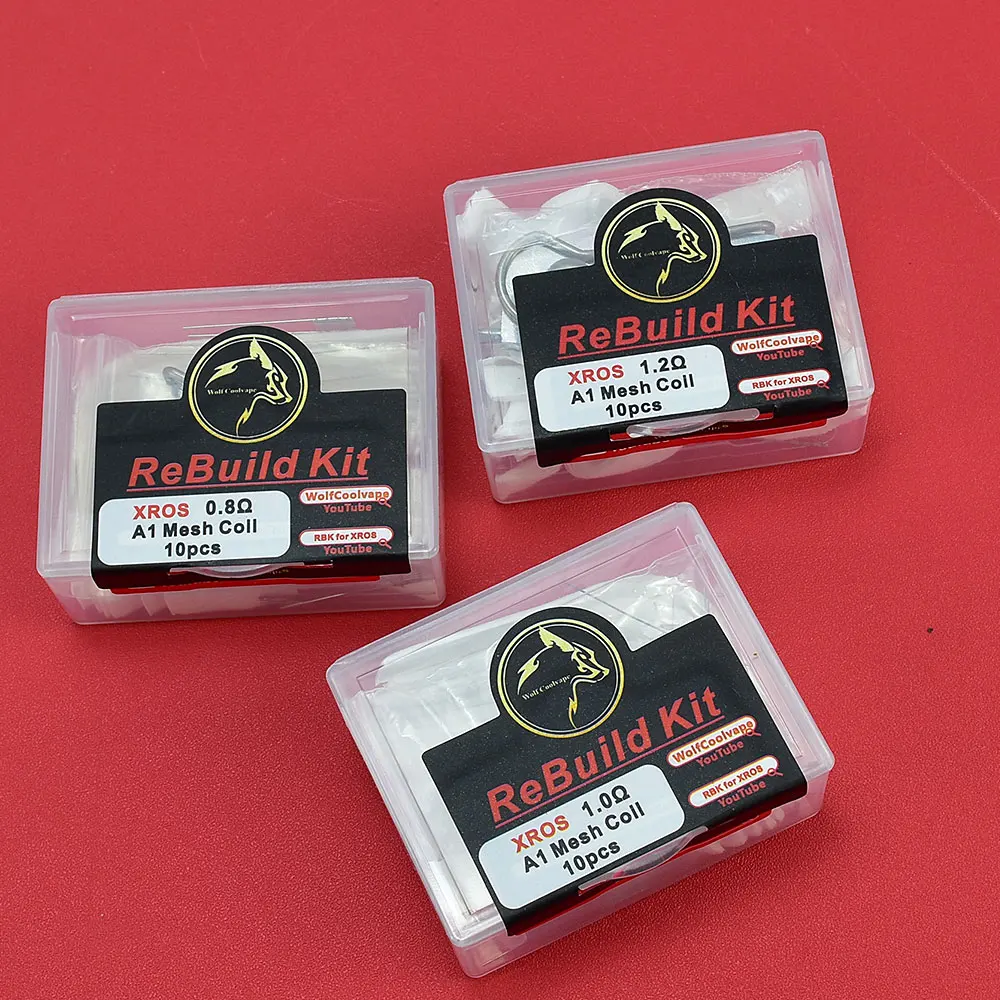 Wolf Coolvape
ReBuild Kit
XROS 1.2Ω
A1 Mesh Coil
10pcs
WolfCoolvape
YouTube
RBK for XROS
YouTube
Wolf Coolvape
ReBuild Kit
XROS 0.8Ω
A1 Mesh Coil
10pcs
WolfCoolvape
YouTube
RBK for XROS
YouTube
Wolf Coolvape
ReBuild Kit
XROS 1.0Ω
A1 Mesh Coil
10pcs
WolfCoolvape
YouTube
RBK for XROS
YouTube